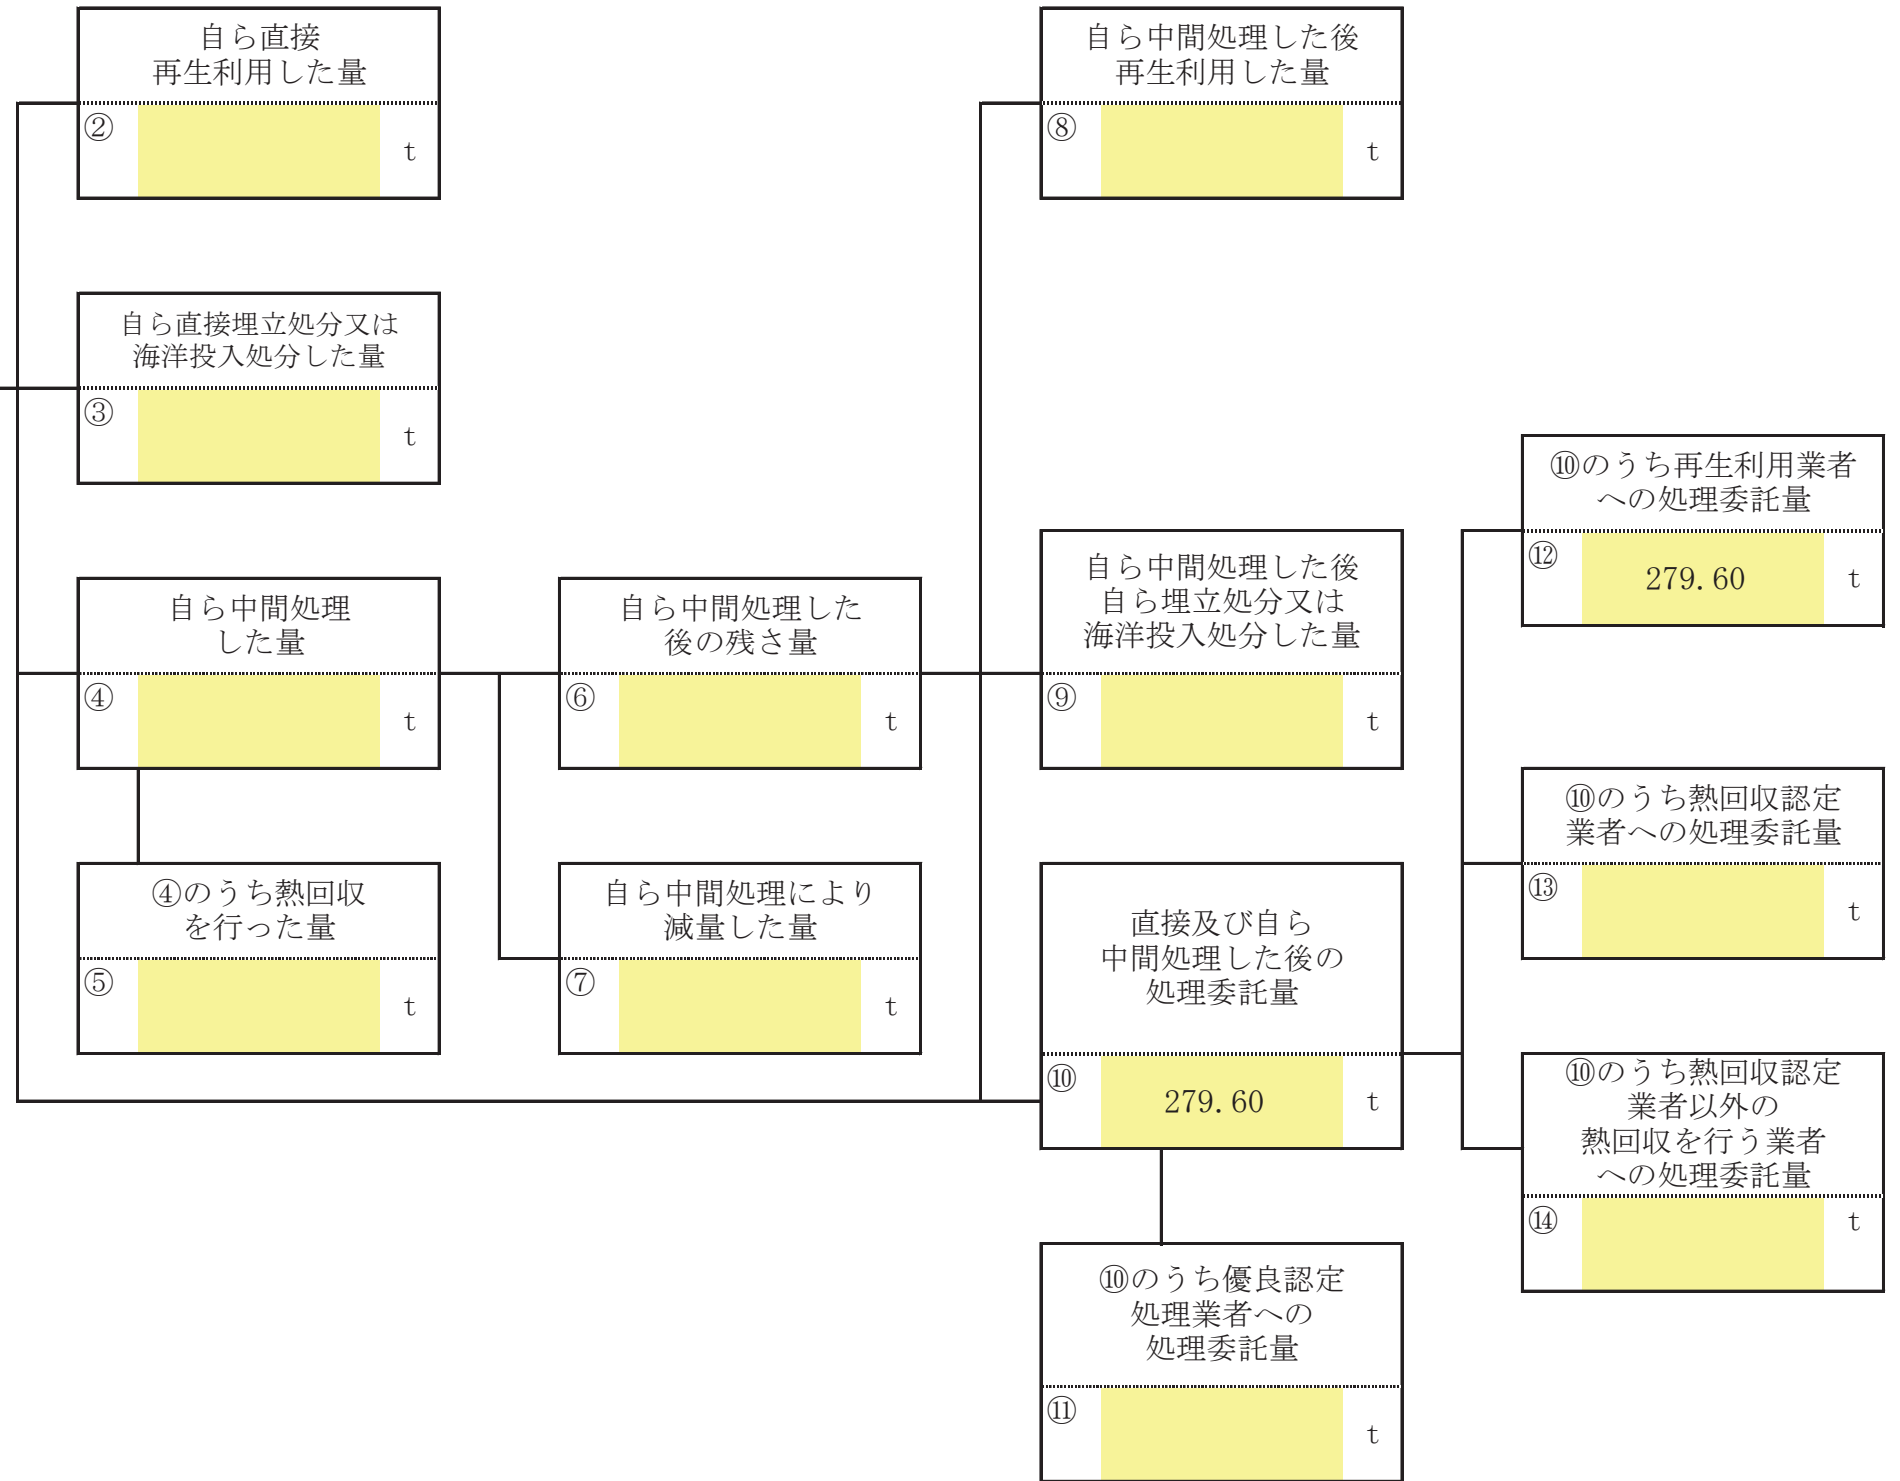 自ら直接
再生利用した量
②
t
自ら中間処理した後
再生利用した量
⑧
t
自ら直接埋立処分又は
海洋投入処分した量
③
t
⑩のうち再生利用業者
への処理委託量
⑫
279.60
t
自ら中間処理
した量
④
t
自ら中間処理した
後の残さ量
⑥
t
自ら中間処理した後
自ら埋立処分又は
海洋投入処分した量
⑨
t
⑩のうち熱回収認定
業者への処理委託量
⑬
t
④のうち熱回収
を行った量
⑤
t
自ら中間処理により
減量した量
⑦
t
直接及び自ら
中間処理した後の
処理委託量
⑩
279.60
t
⑩のうち熱回収認定
業者以外の
熱回収を行う業者
への処理委託量
⑭
t
⑩のうち優良認定
処理業者への
処理委託量
⑪
t